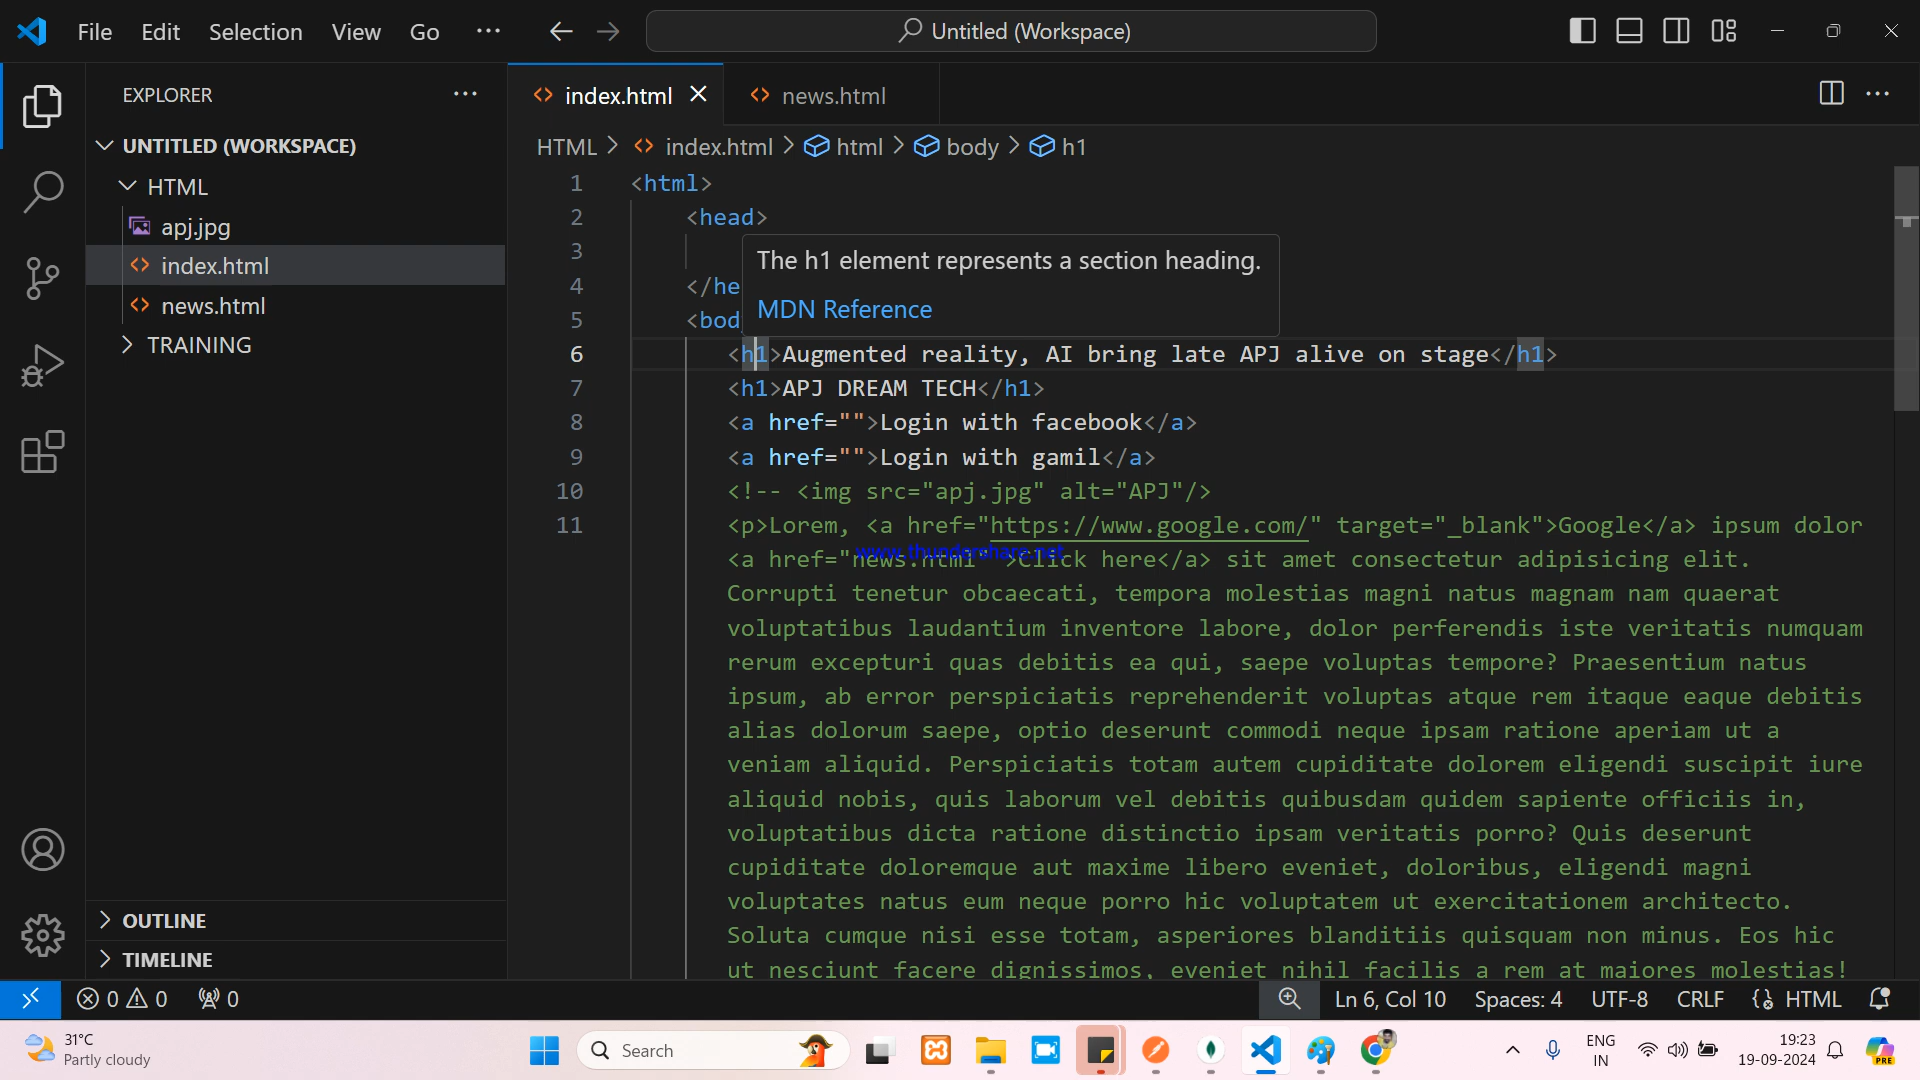 File Edit Selection View Go ··· Untitled (Workspace)
EXPLORER ···
UNTITLED (WORKSPACE)
HTML
apj.jpg
index.html
news.html
TRAINING
OUTLINE
TIMELINE
index.html news.html
HTML > index.html > html > body > h1
1 <html>
2 <head>
3
The h1 element represents a section heading.
MDN Reference
4 </he
5 <bod
6 <h1>Augmented reality, AI bring late APJ alive on stage</h1>
7 <h1>APJ DREAM TECH</h1>
8 <a href="">Login with facebook</a>
9 <a href="">Login with gamil</a>
10 <!-- <img src="apj.jpg" alt="APJ"/>
11 <p>Lorem, <a href="https://www.google.com/" target="_blank">Google</a> ipsum dolor
www.thundershare.net
<a href="news.html" >Click here</a> sit amet consectetur adipisicing elit.
Corrupti tenetur obcaecati, tempora molestias magni natus magnam nam quaerat
voluptatibus laudantium inventore labore, dolor perferendis iste veritatis numquam
rerum excepturi quas debitis ea qui, saepe voluptas tempore? Praesentium natus
ipsum, ab error perspiciatis reprehenderit voluptas atque rem itaque eaque debitis
alias dolorum saepe, optio deserunt commodi neque ipsam ratione aperiam ut a
veniam aliquid. Perspiciatis totam autem cupiditate dolorem eligendi suscipit iure
aliquid nobis, quis laborum vel debitis quibusdam quidem sapiente officiis in,
voluptatibus dicta ratione distinctio ipsam veritatis porro? Quis deserunt
cupiditate doloremque aut maxime libero eveniet, doloribus, eligendi magni
voluptates natus eum neque porro hic voluptatem ut exercitationem architecto.
Soluta cumque nisi esse totam, asperiores blanditiis quisquam non minus. Eos hic
ut nesciunt facere dignissimos, eveniet nihil facilis a rem at maiores molestias!
0 0 0 Ln 6, Col 10 Spaces: 4 UTF-8 CRLF HTML
31°C
Partly cloudy
Search
ENG
IN
19:23
19-09-2024
PRE